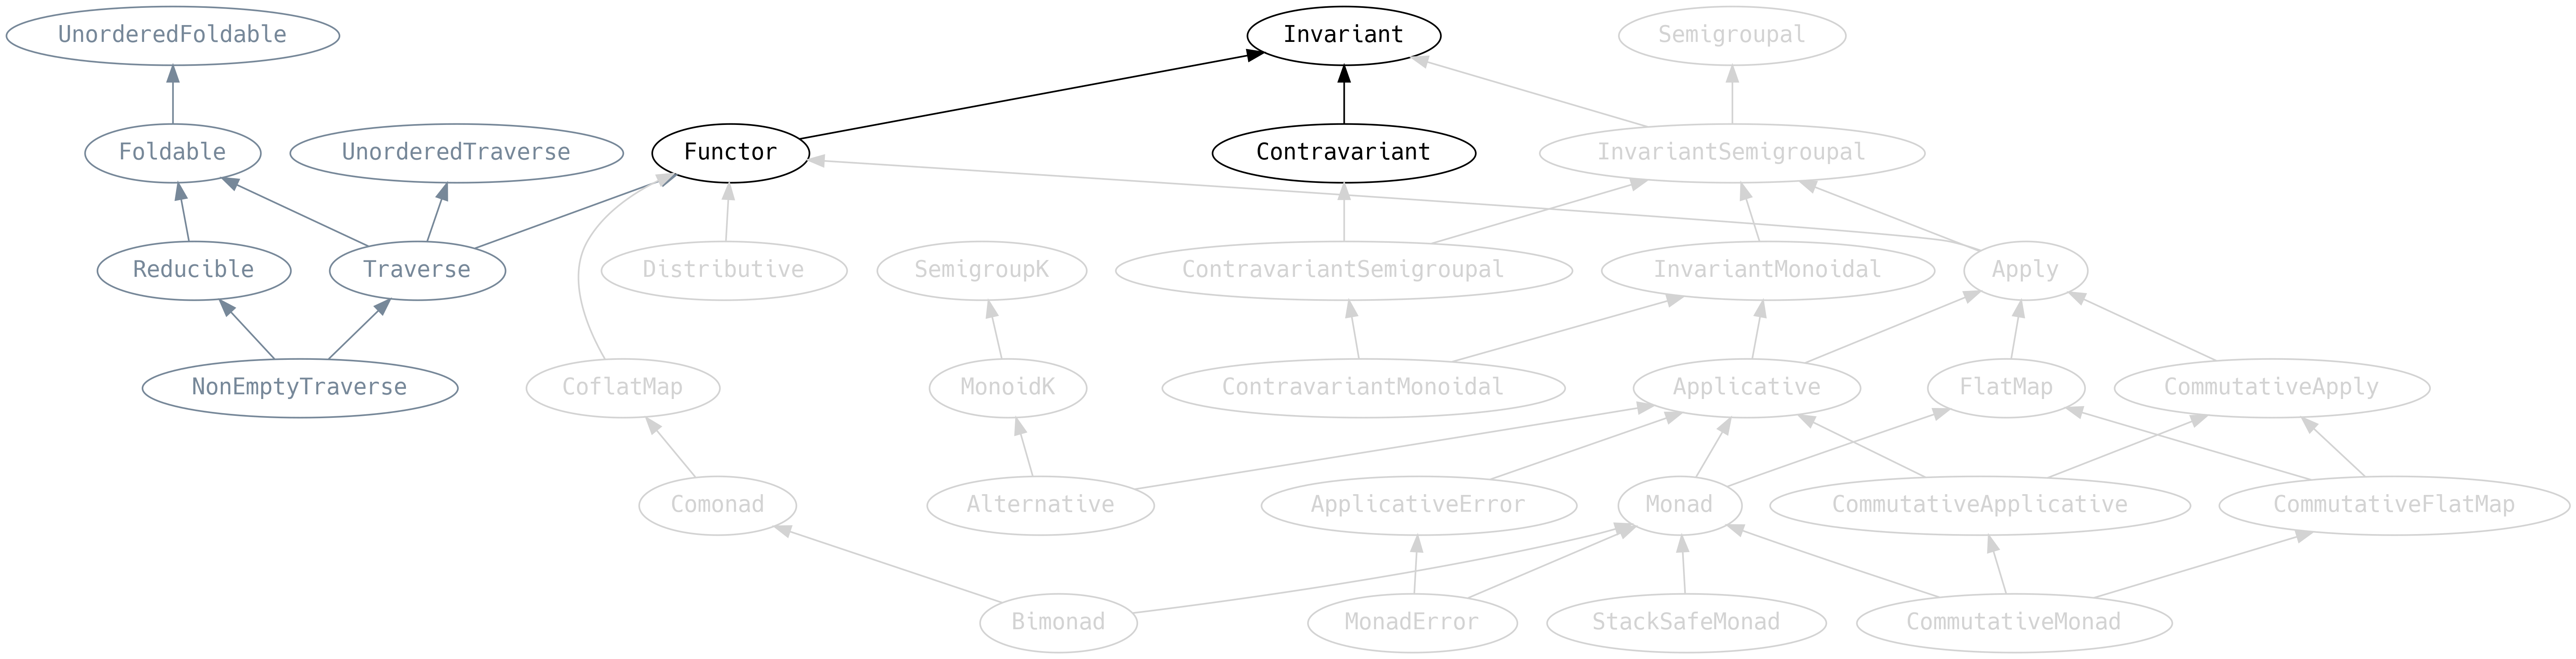 UnorderedFoldable
Invariant
Semigroupal
Foldable
UnorderedTraverse
Functor
Contravariant
InvariantSemigroupal
Reducible
Traverse
Distributive
SemigroupK
ContravariantSemigroupal
InvariantMonoidal
Apply
NonEmptyTraverse
CoflatMap
MonoidK
ContravariantMonoidal
Applicative
FlatMap
CommutativeApply
Comonad
Alternative
ApplicativeError
Monad
CommutativeApplicative
CommutativeFlatMap
Bimonad
MonadError
StackSafeMonad
CommutativeMonad